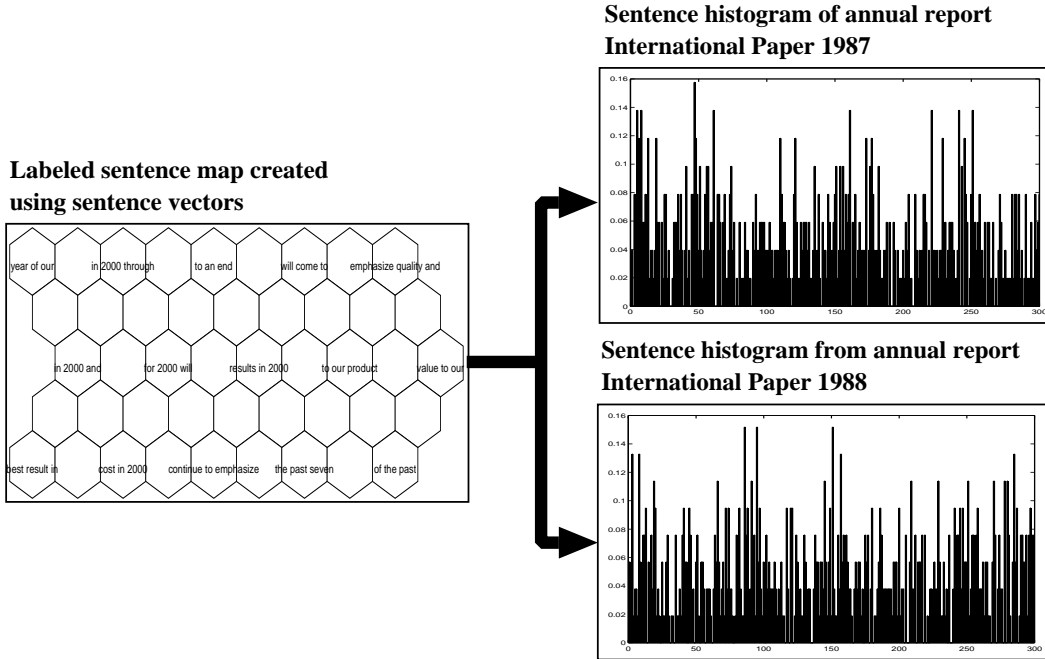 Sentence histogram of annual report
International Paper 1987
0.16
0.14
0.12
0.1
0.08
0.06
0.04
0.02
0
0 50 100 150 200 250 300
Labeled sentence map created
using sentence vectors
year of our in 2000 through to an end will come to emphasize quality and
in 2000 and for 2000 will results in 2000 to our product value to our
best result in cost in 2000 continue to emphasize the past seven of the past
Sentence histogram from annual report
International Paper 1988
0.16
0.14
0.12
0.1
0.08
0.06
0.04
0.02
0
0 50 100 150 200 250 300